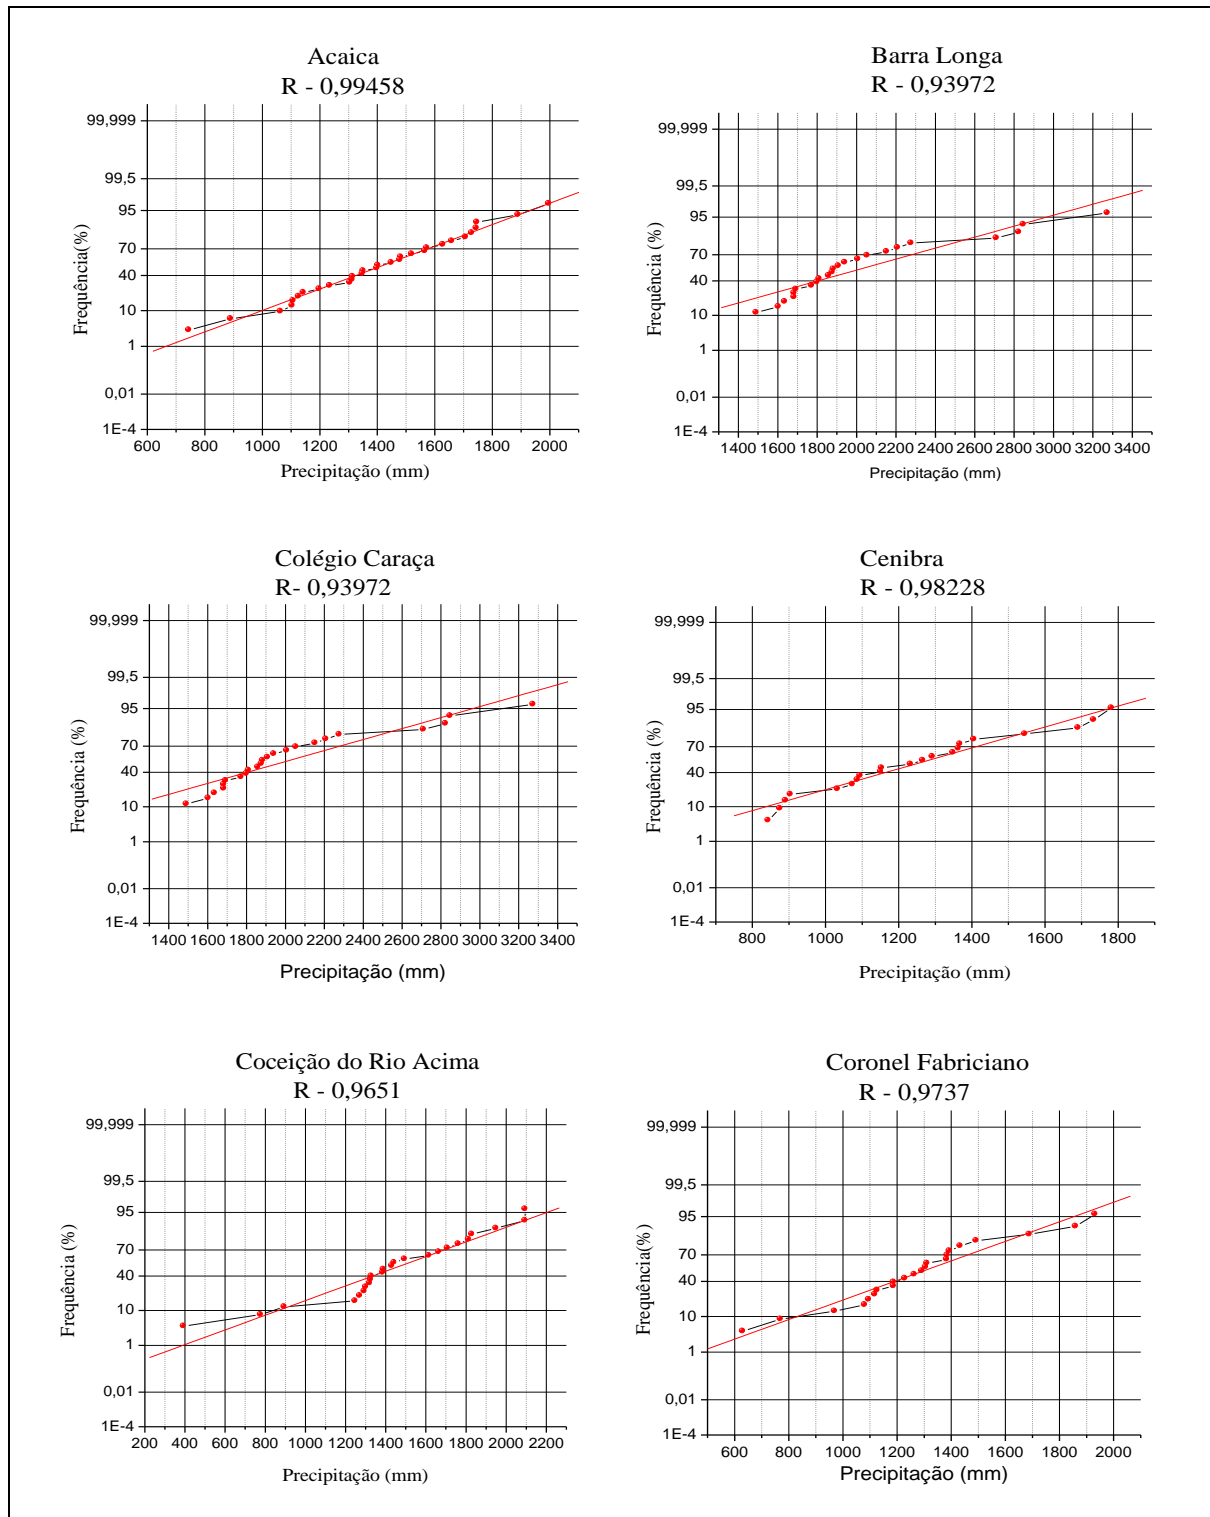 Acaica
R - 0,99458
99,999
99,5
95
70
40
10
1
0,01
1E-4
600 800 1000 1200 1400 1600 1800 2000
Frequência(%)
Precipitação (mm)
Barra Longa
R - 0,93972
99,999
99,5
95
70
40
10
1
0,01
1E-4
1400 1600 1800 2000 2200 2400 2600 2800 3000 3200 3400
Frequência (%)
Precipitação (mm)
Colégio Caraça
R- 0,93972
99,999
99,5
95
70
40
10
1
0,01
1E-4
1400 1600 1800 2000 2200 2400 2600 2800 3000 3200 3400
Frequência (%)
Precipitação (mm)
Cenibra
R - 0,98228
99,999
99,5
95
70
40
10
1
0,01
1E-4
800 1000 1200 1400 1600 1800
Frequência (%)
Precipitação (mm)
Coceição do Rio Acima
R - 0,9651
99,999
99,5
95
70
40
10
1
0,01
1E-4
200 400 600 800 1000 1200 1400 1600 1800 2000 2200
Frequência (%)
Precipitação (mm)
Coronel Fabriciano
R - 0,9737
99,999
99,5
95
70
40
10
1
0,01
1E-4
600 800 1000 1200 1400 1600 1800 2000
Frequência(%)
Precipitação (mm)